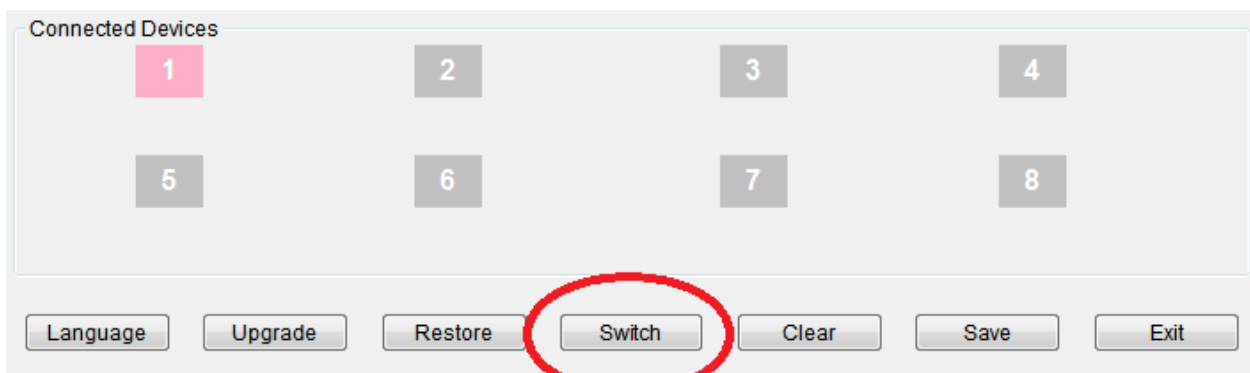 Connected Devices
1 2 3 4
5 6 7 8
Language Upgrade Restore Switch Clear Save Exit